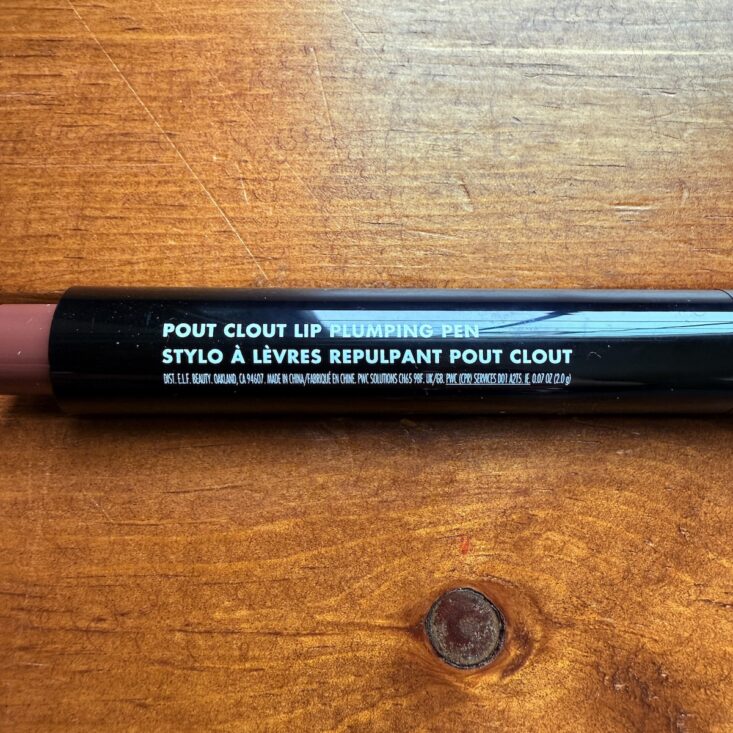 POUT CLOUT LIP PLUMPING PEN
STYLO À LÈVRES REPULPANT POUT CLOUT
DIST. E.L.F. BEAUTY. OAKLAND, CA 94607. MADE IN CHINA/FABRIQUÉ EN CHINE. PWC SOLUTIONS CH65 9BF. UK/GB. PWC (CPR) SERVICES D01 A2T5. IE. 0.07 OZ (2.0 g)